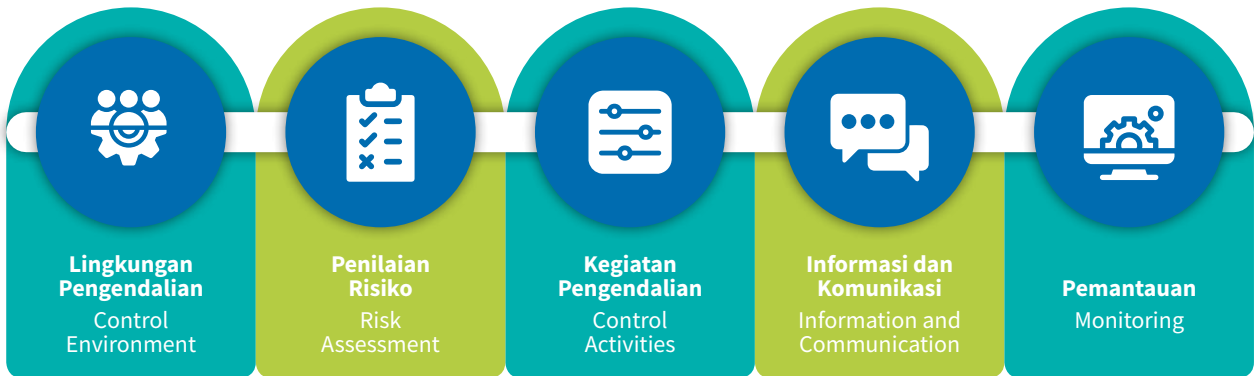 Lingkungan
Pengendalian
Control
Environment
Penilaian
Risiko
Risk
Assessment
Kegiatan
Pengendalian
Control
Activities
Informasi dan
Komunikasi
Information and
Communication
Pemantauan
Monitoring